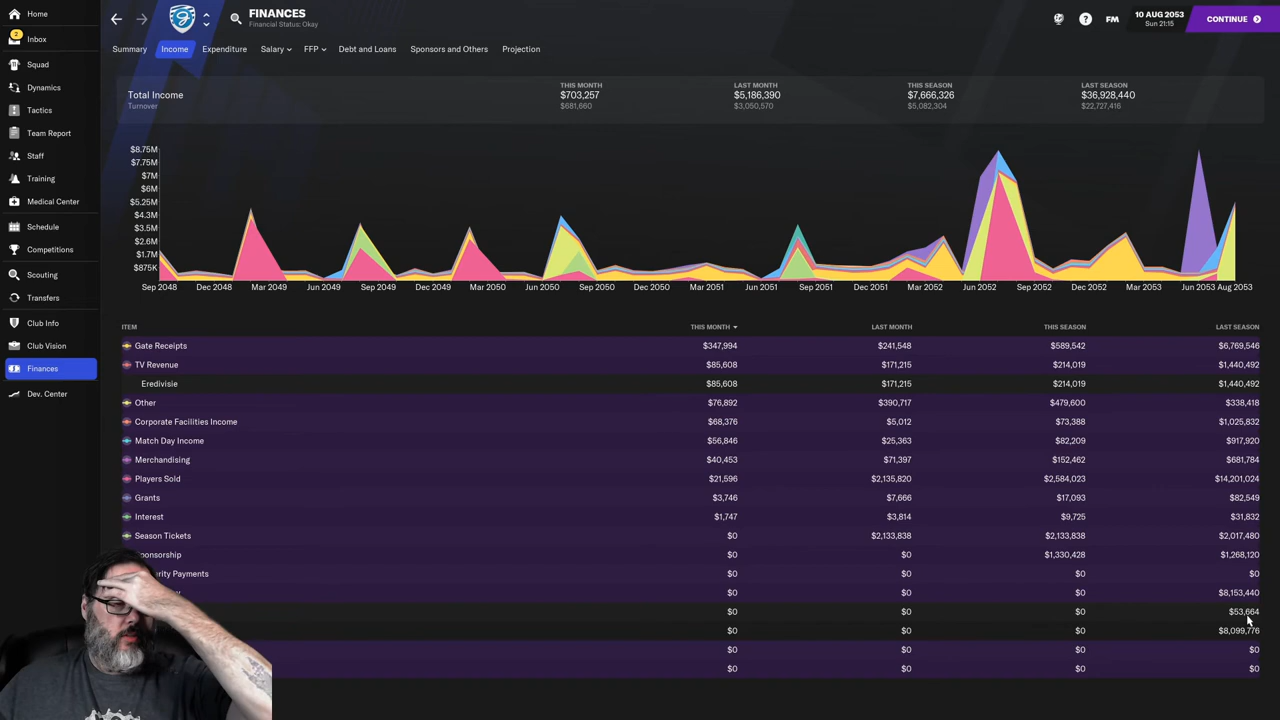 Home
2
Inbox
Squad
Dynamics
Tactics
Team Report
Staff
Training
Medical Center
Schedule
Competitions
Scouting
Transfers
Club Info
Club Vision
Finances
Dev. Center
FINANCES
Financial Status: Okay
? FM 10 AUG 2053 CONTINUE
Sun 21:15
Summary Income Expenditure Salary FFP Debt and Loans Sponsors and Others Projection
THIS MONTH LAST MONTH THIS SEASON LAST SEASON
Total Income $703,257 $5,186,390 $7,666,326 $36,928,440
Turnover $681,660 $3,050,570 $5,082,304 $22,727,416
$8.75M
$7.75M
$7M
$6M
$5.25M
$4.3M
$3.5M
$2.6M
$1.7M
$875K
Sep 2048 Dec 2048 Mar 2049 Jun 2049 Sep 2049 Dec 2049 Mar 2050 Jun 2050 Sep 2050 Dec 2050 Mar 2051 Jun 2051 Sep 2051 Dec 2051 Mar 2052 Jun 2052 Sep 2052 Dec 2052 Mar 2053 Jun 2053 Aug 2053
ITEM THIS MONTH LAST MONTH THIS SEASON LAST SEASON
Gate Receipts $347,994 $241,548 $589,542 $6,769,546
TV Revenue $85,608 $171,215 $214,019 $1,440,492
Eredivisie $85,608 $171,215 $214,019 $1,440,492
Other $76,892 $390,717 $479,600 $338,418
Corporate Facilities Income $68,376 $5,012 $73,388 $1,025,832
Match Day Income $56,846 $25,363 $82,209 $917,920
Merchandising $40,453 $71,397 $152,462 $681,784
Players Sold $21,596 $2,135,820 $2,584,023 $14,201,024
Grants $3,746 $7,666 $17,093 $82,549
Interest $1,747 $3,814 $9,725 $31,832
Season Tickets $0 $2,133,838 $2,133,838 $2,017,480
ponsorship $0 $0 $1,330,428 $1,268,120
rity Payments $0 $0 $0 $0
$0 $0 $0 $8,153,440
$0 $0 $0 $53,664
$0 $0 $0 $8,099,776
$0 $0 $0 $0
$0 $0 $0 $0